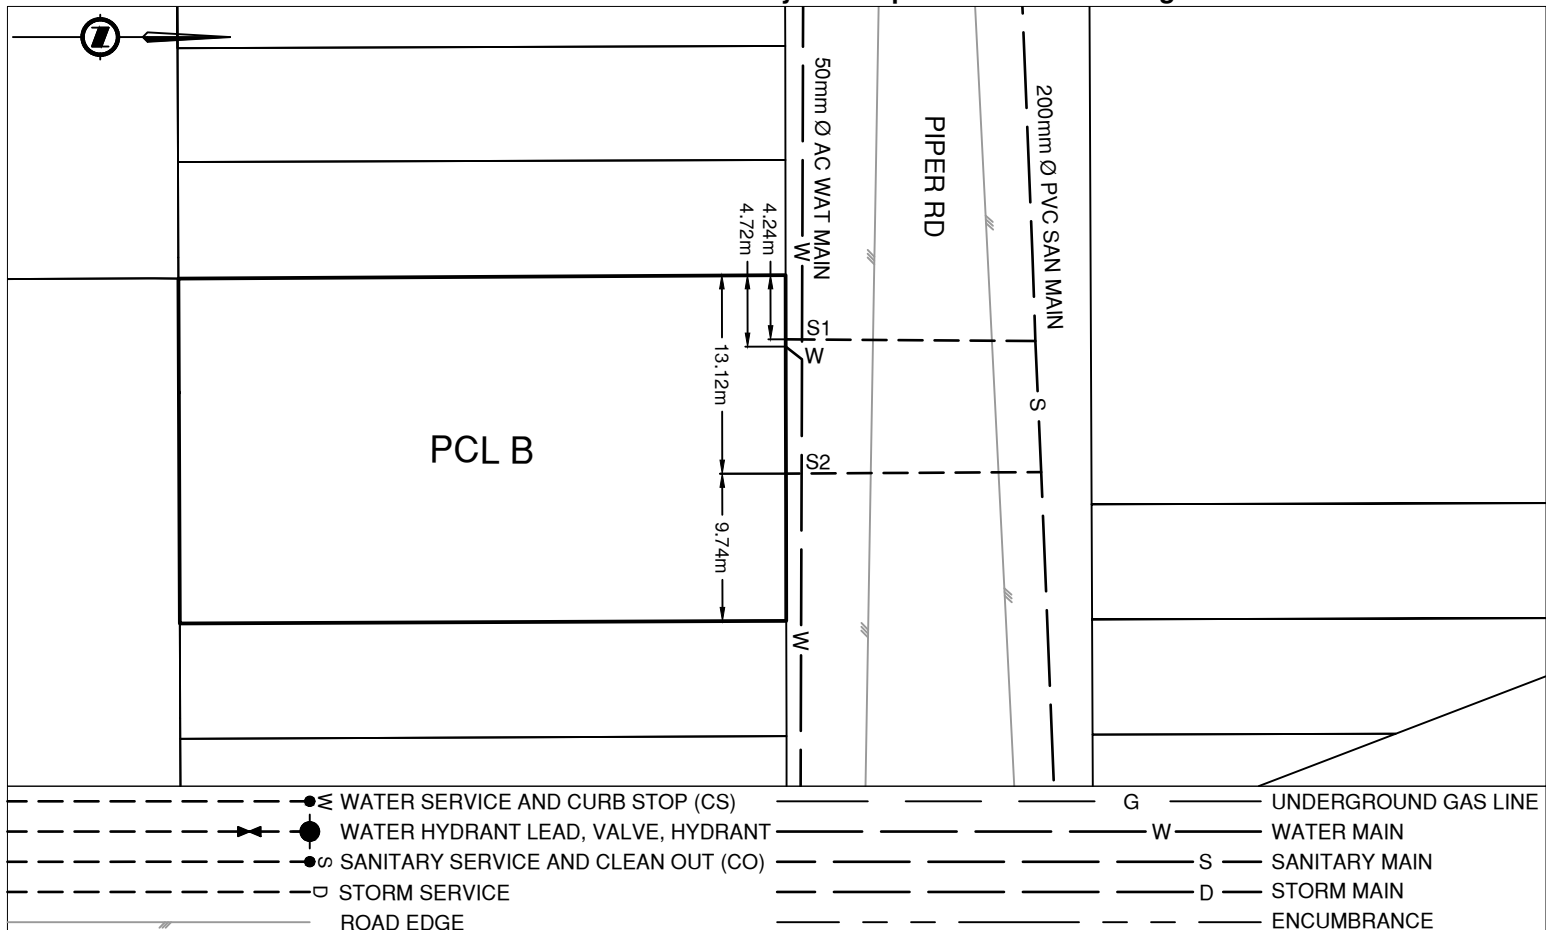 50mm Ø AC WAT MAIN
PIPER RD
200mm Ø PVC SAN MAIN
4.24m
4.72m
W
S1
W
13.12m
S
PCL B
S2
9.74m
W
W WATER SERVICE AND CURB STOP (CS)
WATER HYDRANT LEAD, VALVE, HYDRANT
S SANITARY SERVICE AND CLEAN OUT (CO)
D STORM SERVICE
ROAD EDGE
G UNDERGROUND GAS LINE
W WATER MAIN
S SANITARY MAIN
D STORM MAIN
ENCUMBRANCE